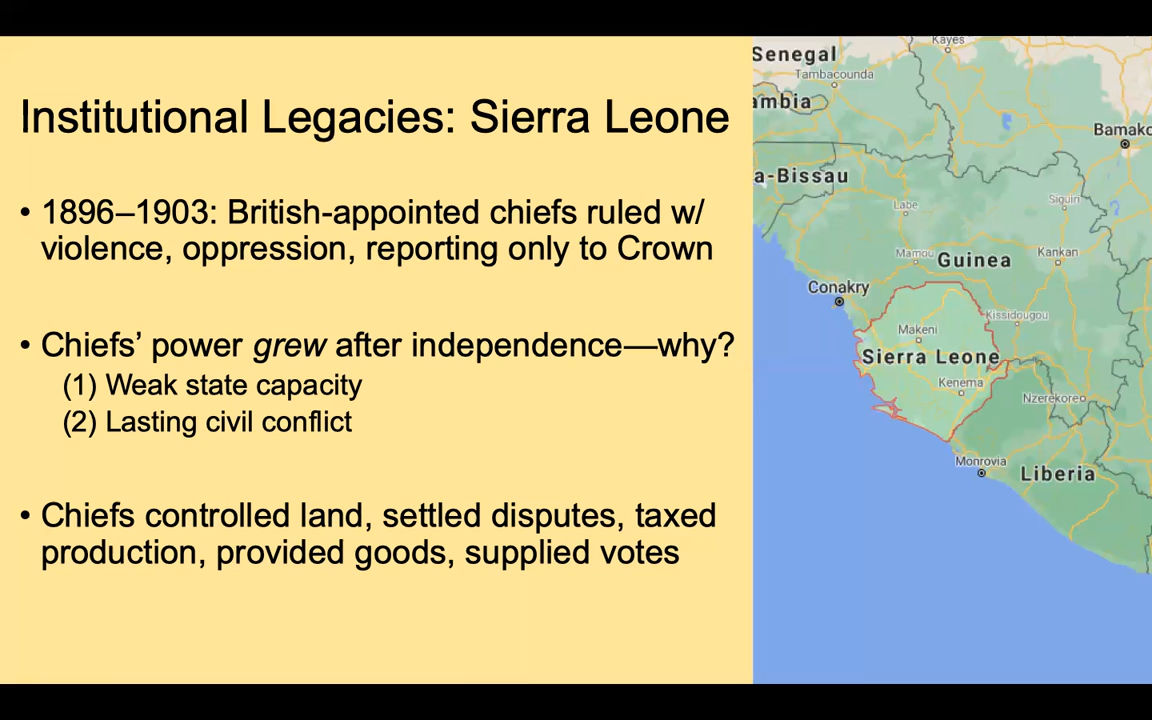 Institutional Legacies: Sierra Leone
• 1896–1903: British-appointed chiefs ruled w/
violence, oppression, reporting only to Crown
• Chiefs’ power grew after independence—why?
(1) Weak state capacity
(2) Lasting civil conflict
• Chiefs controlled land, settled disputes, taxed
production, provided goods, supplied votes
Kayes
Senegal
Tambacounda
ambia
Bamako
a-Bissau
Labe
Siguin
Mamou
Guinea
Kankan
Conakry
Kissidougou
Makeni
Sierra Leone
Kenema
Nzerekore
Monrovia
Liberia